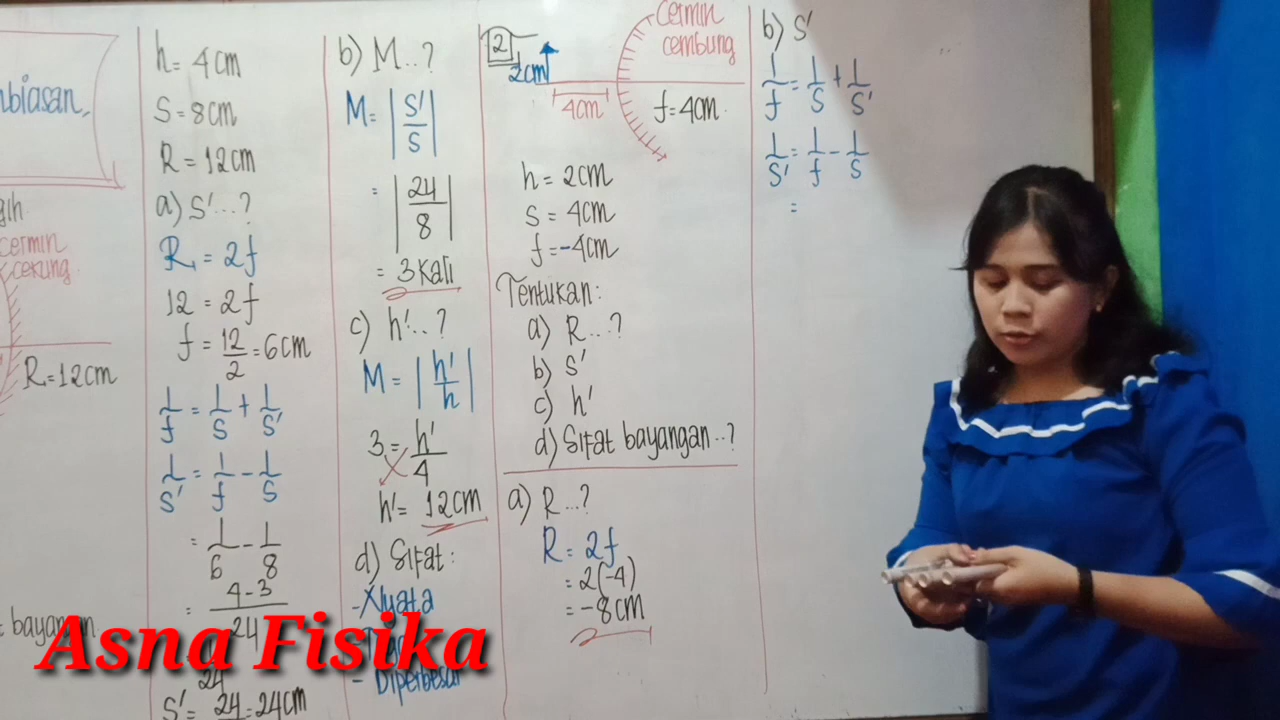 mbiasan,
cermin
cekung
R = 12cm
bayangan
h = 4cm
S = 8cm
R = 12cm
a) S'...?
R = 2f
12 = 2f
f = 12/2 = 6cm
1/f = 1/S + 1/S'
1/S' = 1/f - 1/S
= 1/6 - 1/8
= 4-3/24
24
S' = 24 = 24cm
b) M..?
M = |S'/S|
= |24/8|
= 3 kali
c) h'..?
M = |h'/h|
3 = h'/4
h' = 12cm
d) Sifat:
- Nyata
- Diperbesar
2
2cm
4cm
Cermin
cembung
f = 4cm
h = 2cm
s = 4cm
f = -4cm
Tentukan:
a) R...?
b) S'
c) h'
d) Sifat bayangan..?
a) R...?
R = 2f
= 2(-4)
= -8cm
b) S'
1/f = 1/S + 1/S'
1/S' = 1/f - 1/S
=
Asna Fisika